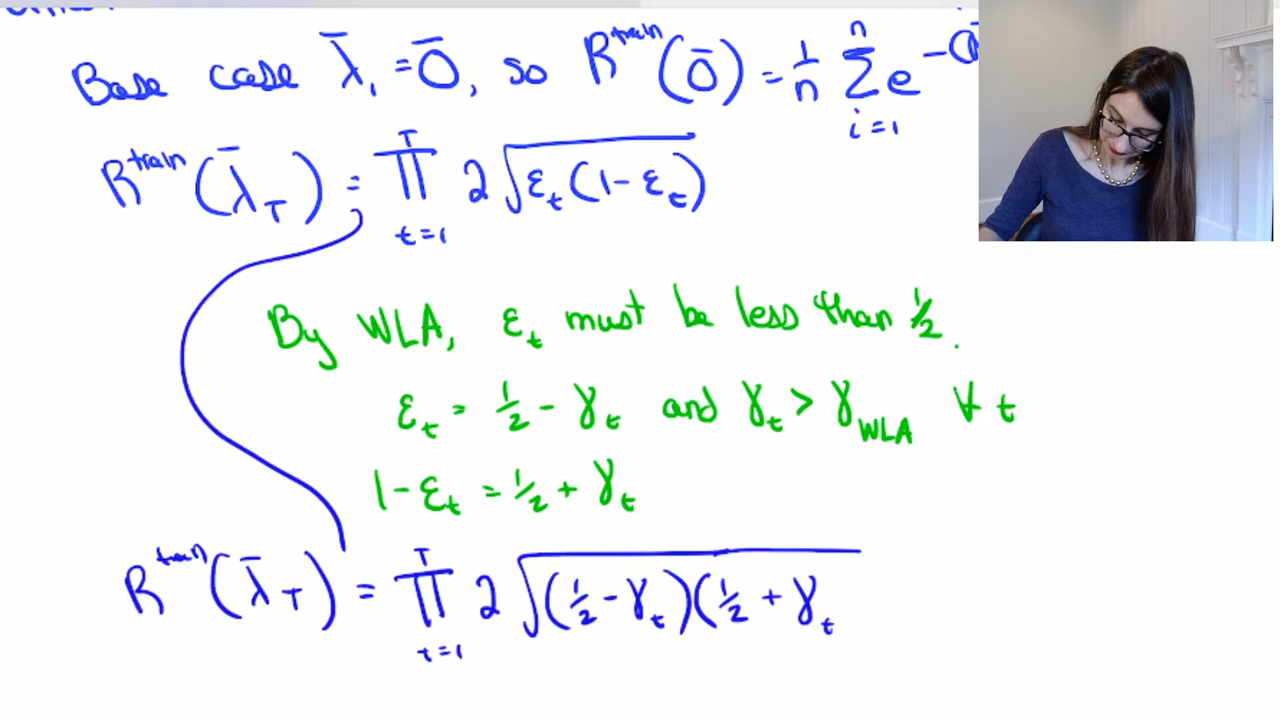 Base case λ̄₁ = 0̄, so R^train(0̄) = 1/n Σ_{i=1}^{n} e^-(
R^train(λ̄_T) = ∏_{t=1}^{T} 2√(ε_t(1-ε_t))
By WLA, ε_t must be less than 1/2.
ε_t = 1/2 - γ_t and γ_t > γ_WLA ∀ t
1-ε_t = 1/2 + γ_t
R^train(λ̄_T) = ∏_{t=1}^{T} 2√(1/2 - γ_t)(1/2 + γ_t